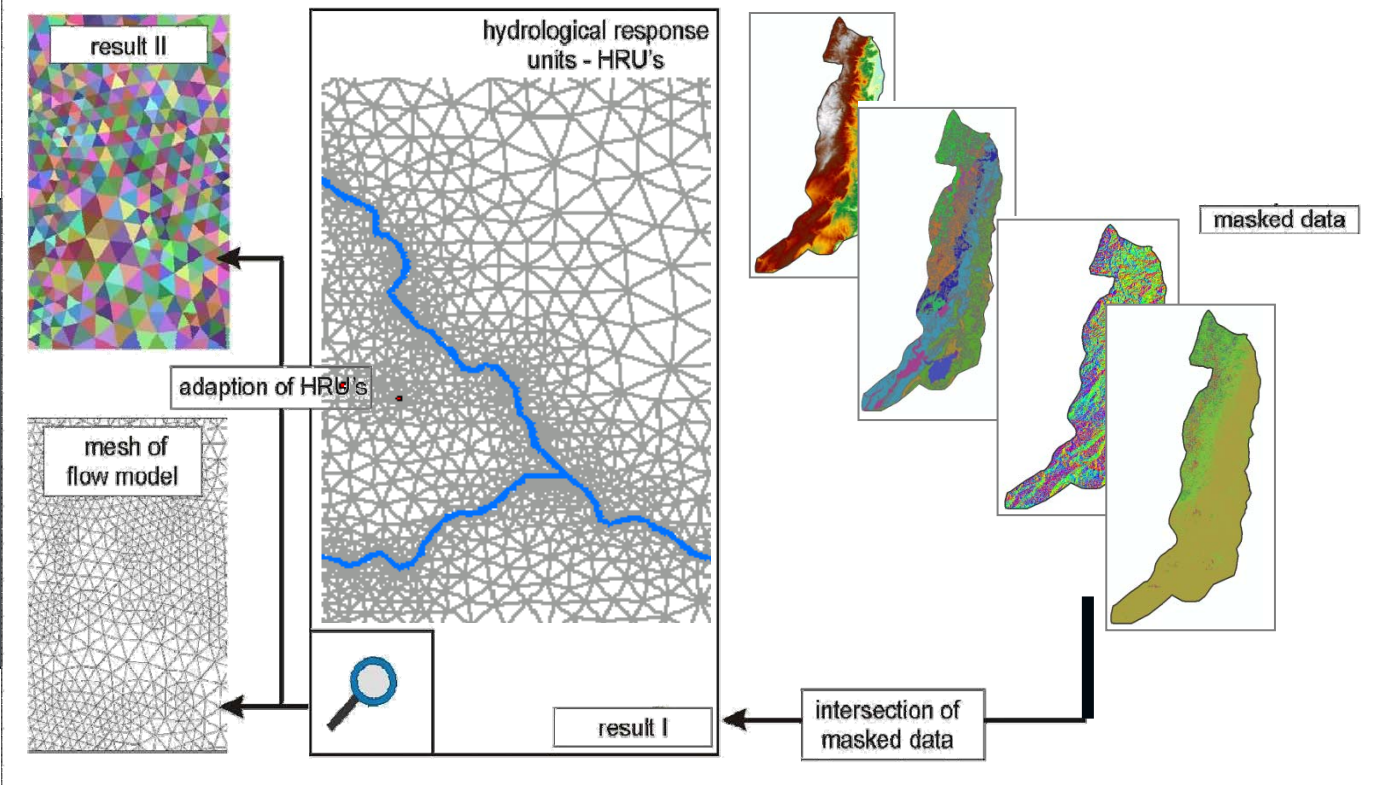 result II
hydrological response
units - HRU's
masked data
adaption of HRU's
mesh of
flow model
result I
intersection of
masked data